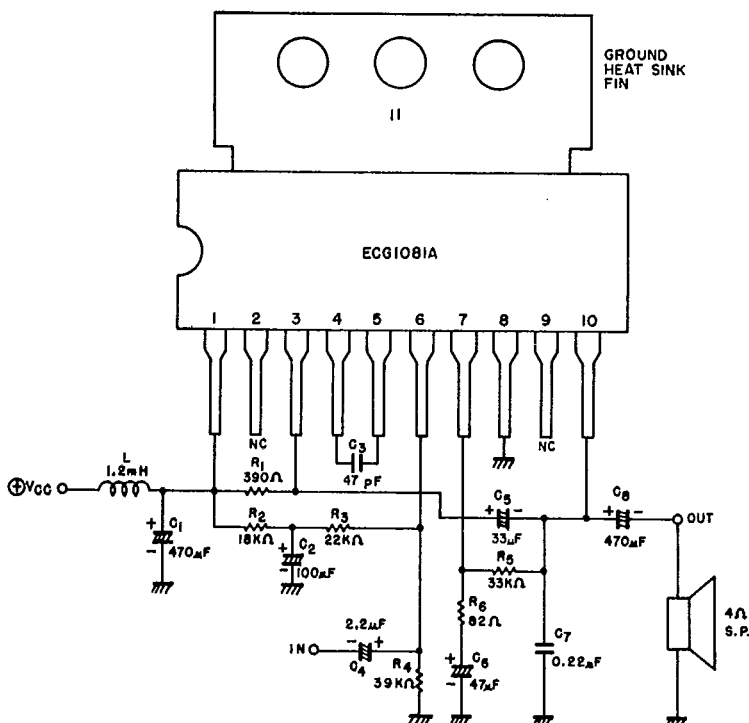 GROUND
HEAT SINK
FIN
11
ECG1081A
1 2 3 4 5 6 7 8 9 10
NC
NC
⊕Vcc
L
1.2mH
R1
390Ω
C3
47 pF
C1
470µF
R2
18KΩ
R3
22KΩ
C2
100µF
C5
33µF
C8
470µF
OUT
R5
33KΩ
R6
82Ω
4Ω
S.P.
2.2µF
IN
C4
R4
39KΩ
C6
47µF
C7
0.22µF
+ -